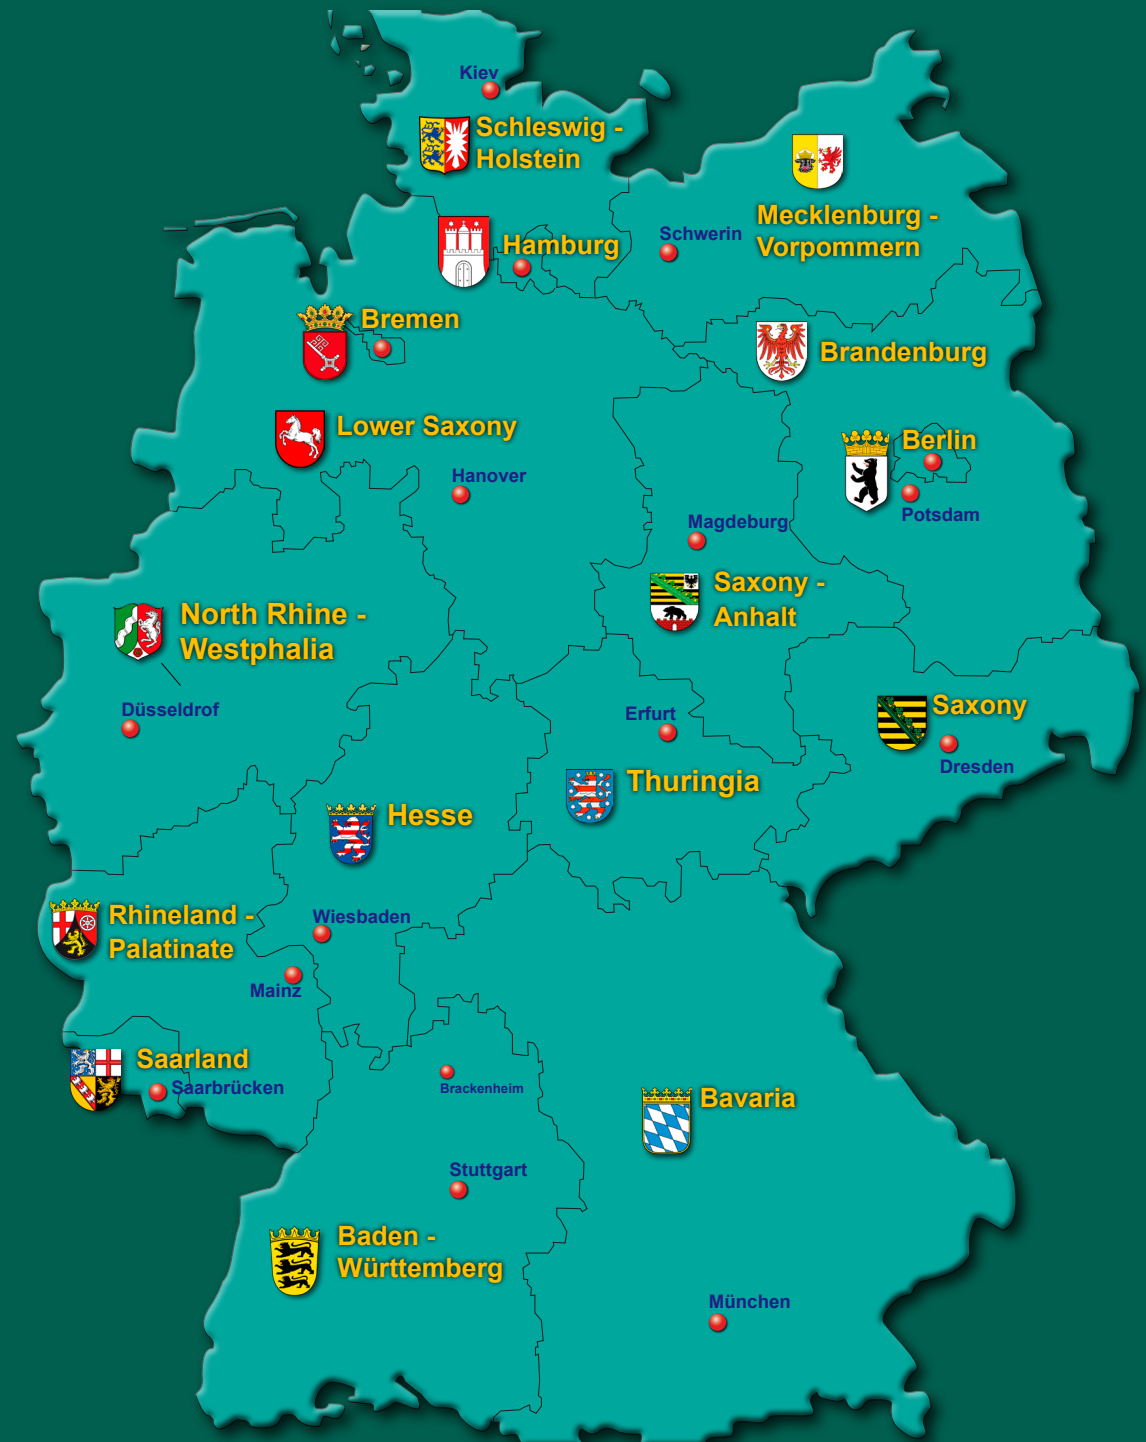 Kiev
Schleswig -
Holstein
Mecklenburg -
Vorpommern
Schwerin
Hamburg
Bremen
Brandenburg
Lower Saxony
Berlin
Hanover
Potsdam
Magdeburg
Saxony -
Anhalt
North Rhine -
Westphalia
Düsseldrof
Erfurt
Saxony
Dresden
Thuringia
Hesse
Rhineland -
Palatinate
Wiesbaden
Mainz
Saarland
Saarbrücken
Brackenheim
Bavaria
Stuttgart
Baden -
Württemberg
München